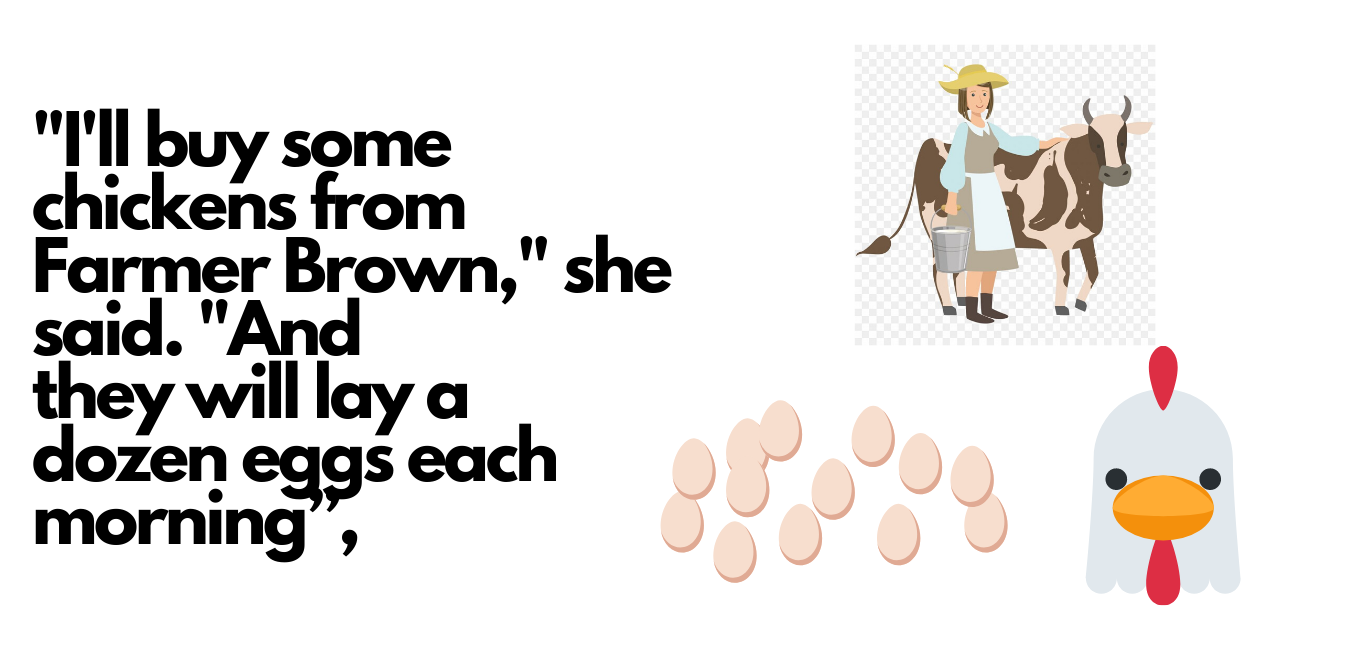 "I'll buy some
chickens from
Farmer Brown," she
said. "And
they will lay a
dozen eggs each
morning”,